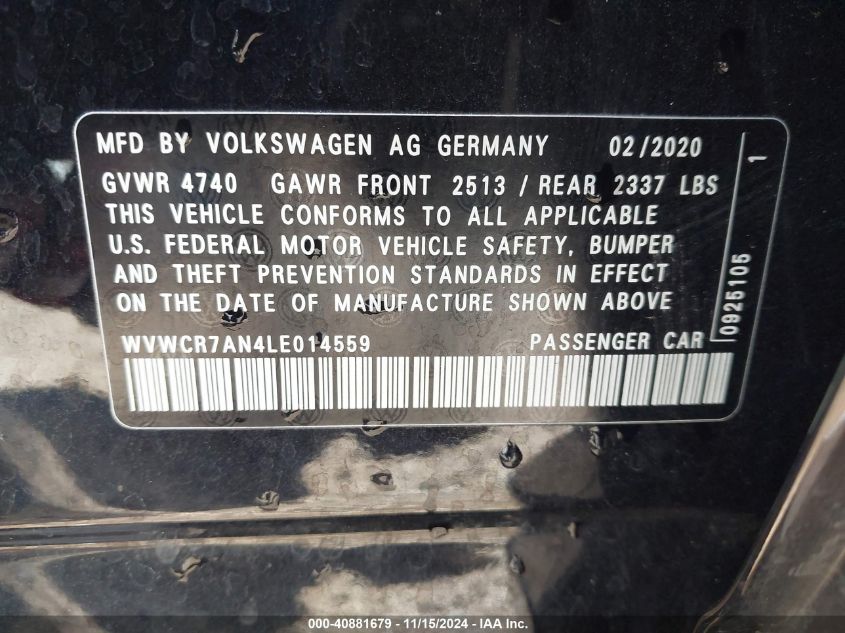 MFD BY VOLKSWAGEN AG GERMANY 02/2020
GVWR 4740 GAWR FRONT 2513 / REAR 2337 LBS
THIS VEHICLE CONFORMS TO ALL APPLICABLE
U.S. FEDERAL MOTOR VEHICLE SAFETY, BUMPER
AND THEFT PREVENTION STANDARDS IN EFFECT
ON THE DATE OF MANUFACTURE SHOWN ABOVE
WVWCR7AN4LE014559 PASSENGER CAR
0925105 1
000-40881679 - 11/15/2024 - IAA Inc.